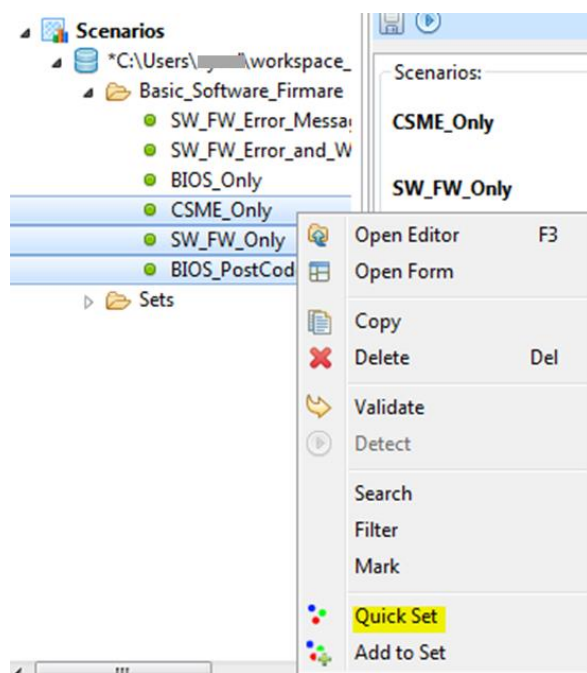 Scenarios
*C:\Users\ \workspace_
Basic_Software_Firmare
SW_FW_Error_Messa
SW_FW_Error_and_W
BIOS_Only
CSME_Only
SW_FW_Only
BIOS_PostCod
Sets
Scenarios:
CSME_Only
SW_FW_Only
Open Editor F3
Open Form
Copy
Delete Del
Validate
Detect
Search
Filter
Mark
Quick Set
Add to Set